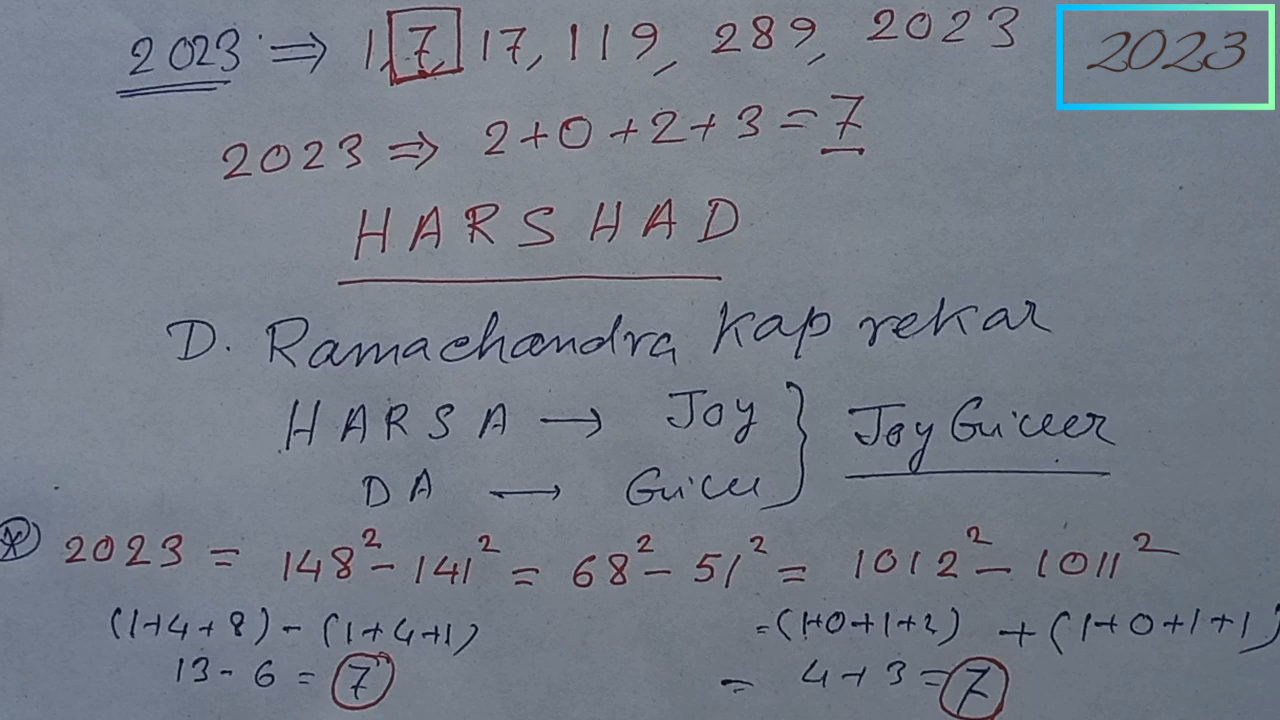 2023 ⇒ 1, 7, 17, 119, 289, 2023
2023
2023 ⇒ 2+0+2+3=7
HARSHAD
D. Ramachandra Kaprekar
HARSA → Joy
DA → Giver
Joy Giver
* 2023 = 148² - 141² = 68² - 51² = 1012² - 1011²
(1+4+8) - (1+4+1) =(1+0+1+2) + (1+0+1+1)
13 - 6 = 7 = 4+3=7